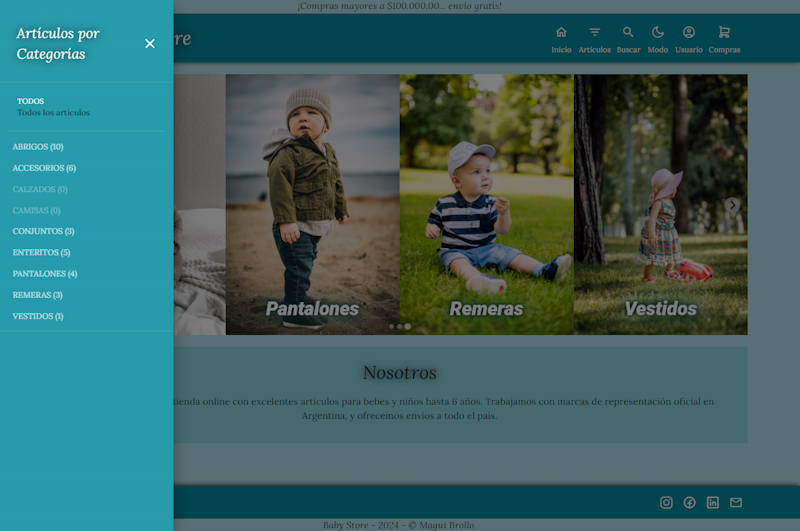 ¡Compras mayores a $100.000,00... envío gratis!
Artículos por
Categorías
re
Inicio
Artículos
Buscar
Modo
Usuario
Compras
TODOS
Todos los artículos
ABRIGOS (10)
ACCESORIOS (6)
CALZADOS (0)
CAMISAS (0)
CONJUNTOS (3)
ENTERITOS (5)
PANTALONES (4)
REMERAS (3)
VESTIDOS (1)
Pantalones
Remeras
Vestidos
Nosotros
tienda online con excelentes artículos para bebes y niños hasta 6 años. Trabajamos con marcas de representación oficial en
Argentina, y ofrecemos envíos a todo el país.
Baby Store - 2024 - © Magui Brollo.